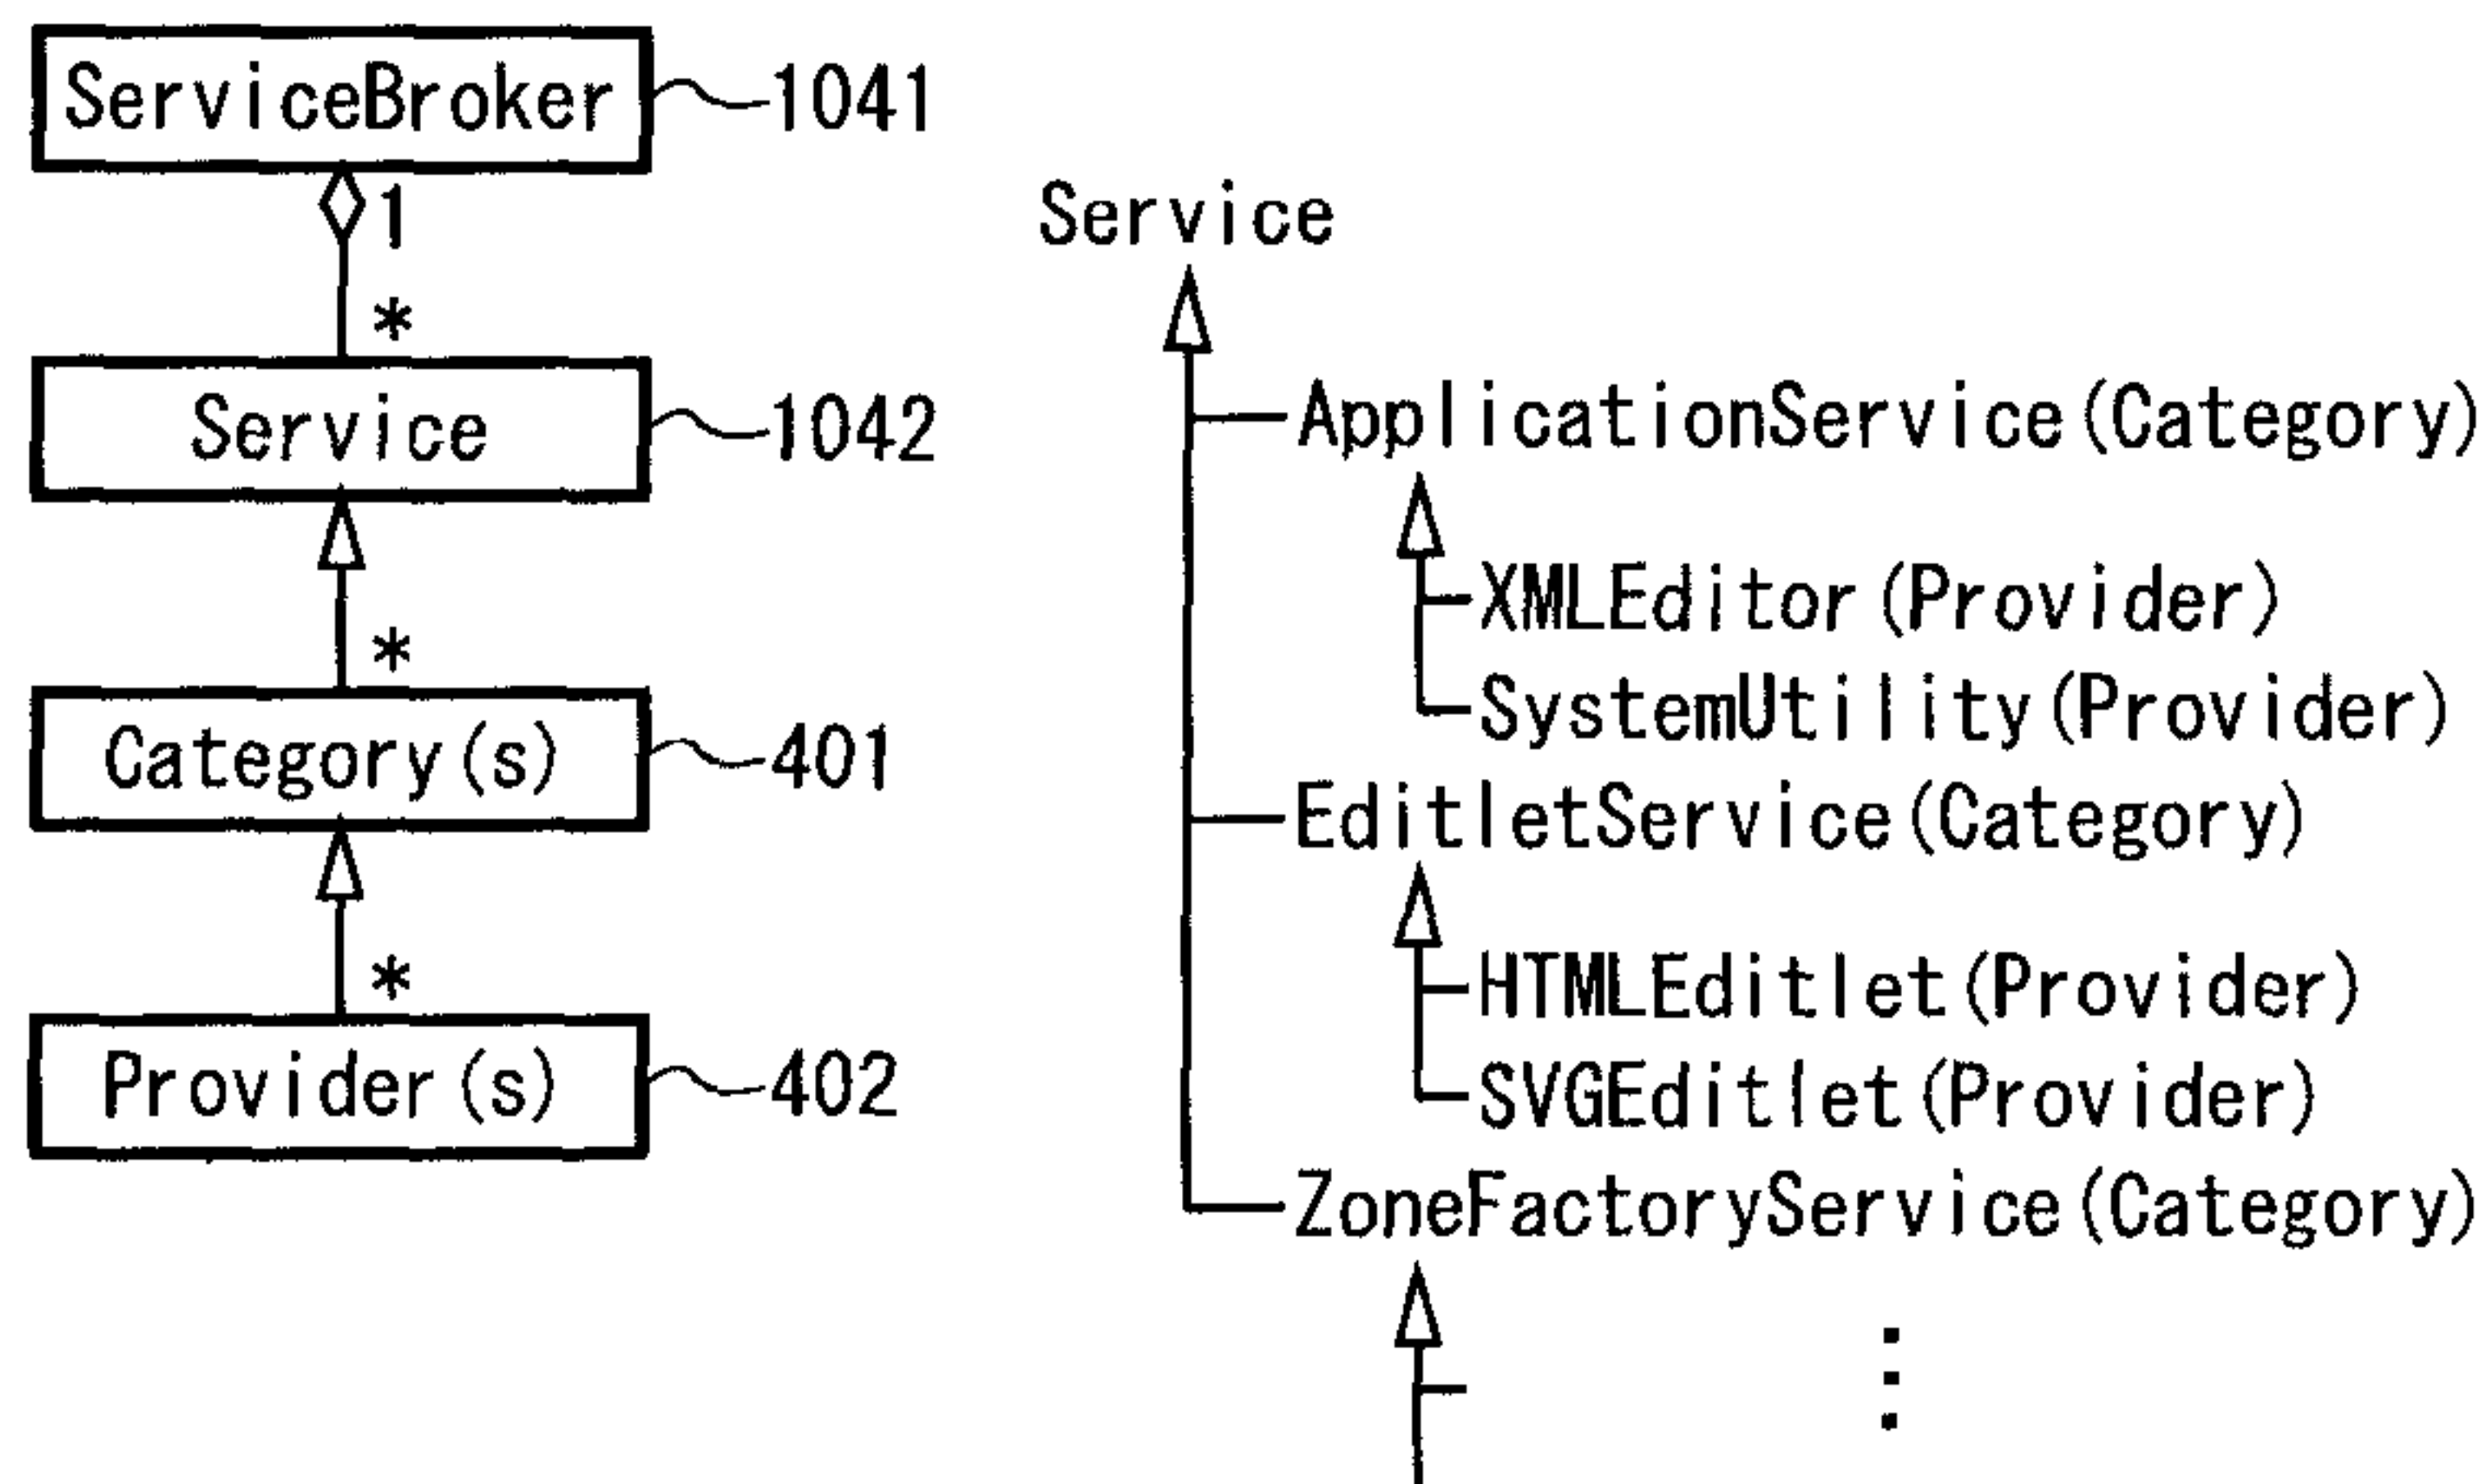 ServiceBroker 1041
1
*
Service 1042
*
Category(s) 401
*
Provider(s) 402
Service
ApplicationService(Category)
XMLEditor(Provider)
SystemUtility(Provider)
EditletService(Category)
HTMLEditlet(Provider)
SVGEditlet(Provider)
ZoneFactoryService(Category)